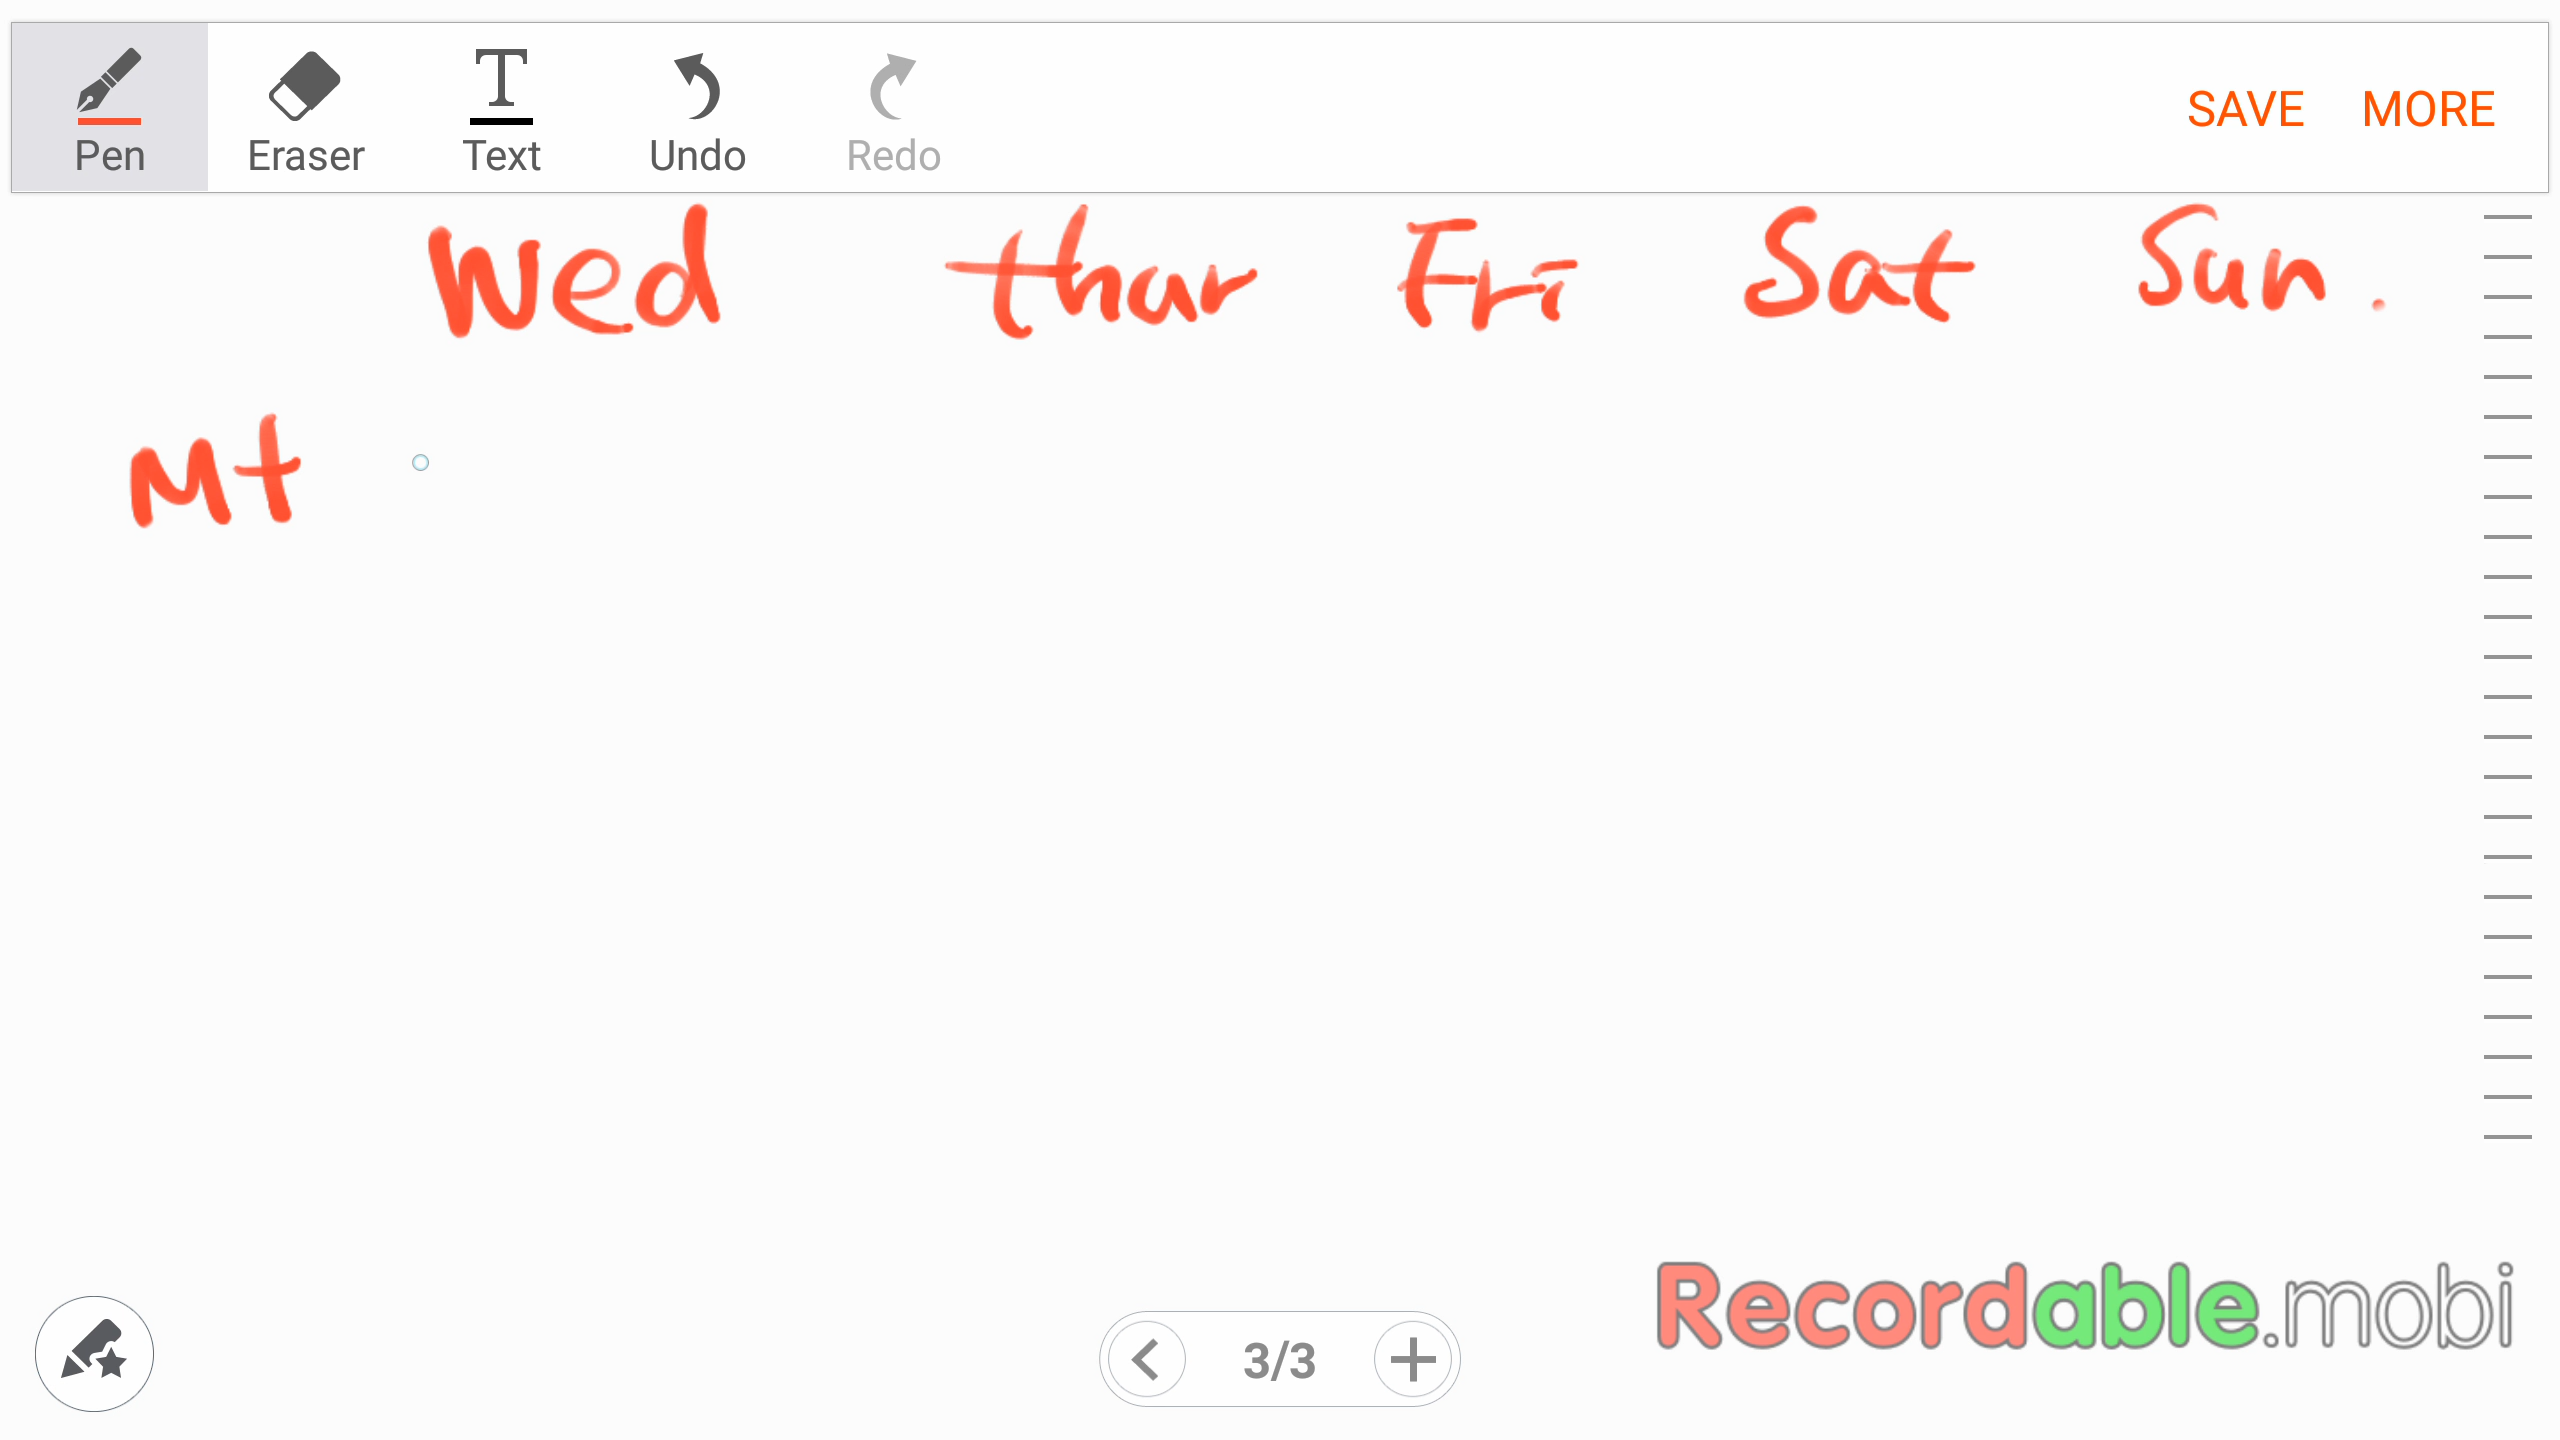 Pen Eraser Text Undo Redo SAVE MORE
Wed thur Fri Sat Sun.
Mt
3/3
Recordable.mobi